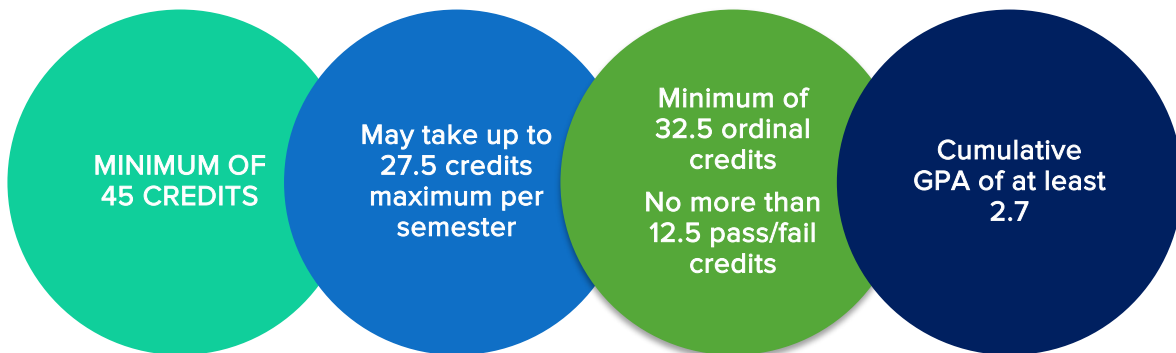 MINIMUM OF
45 CREDITS
May take up to
27.5 credits
maximum per
semester
Minimum of
32.5 ordinal
credits
No more than
12.5 pass/fail
credits
Cumulative
GPA of at least
2.7